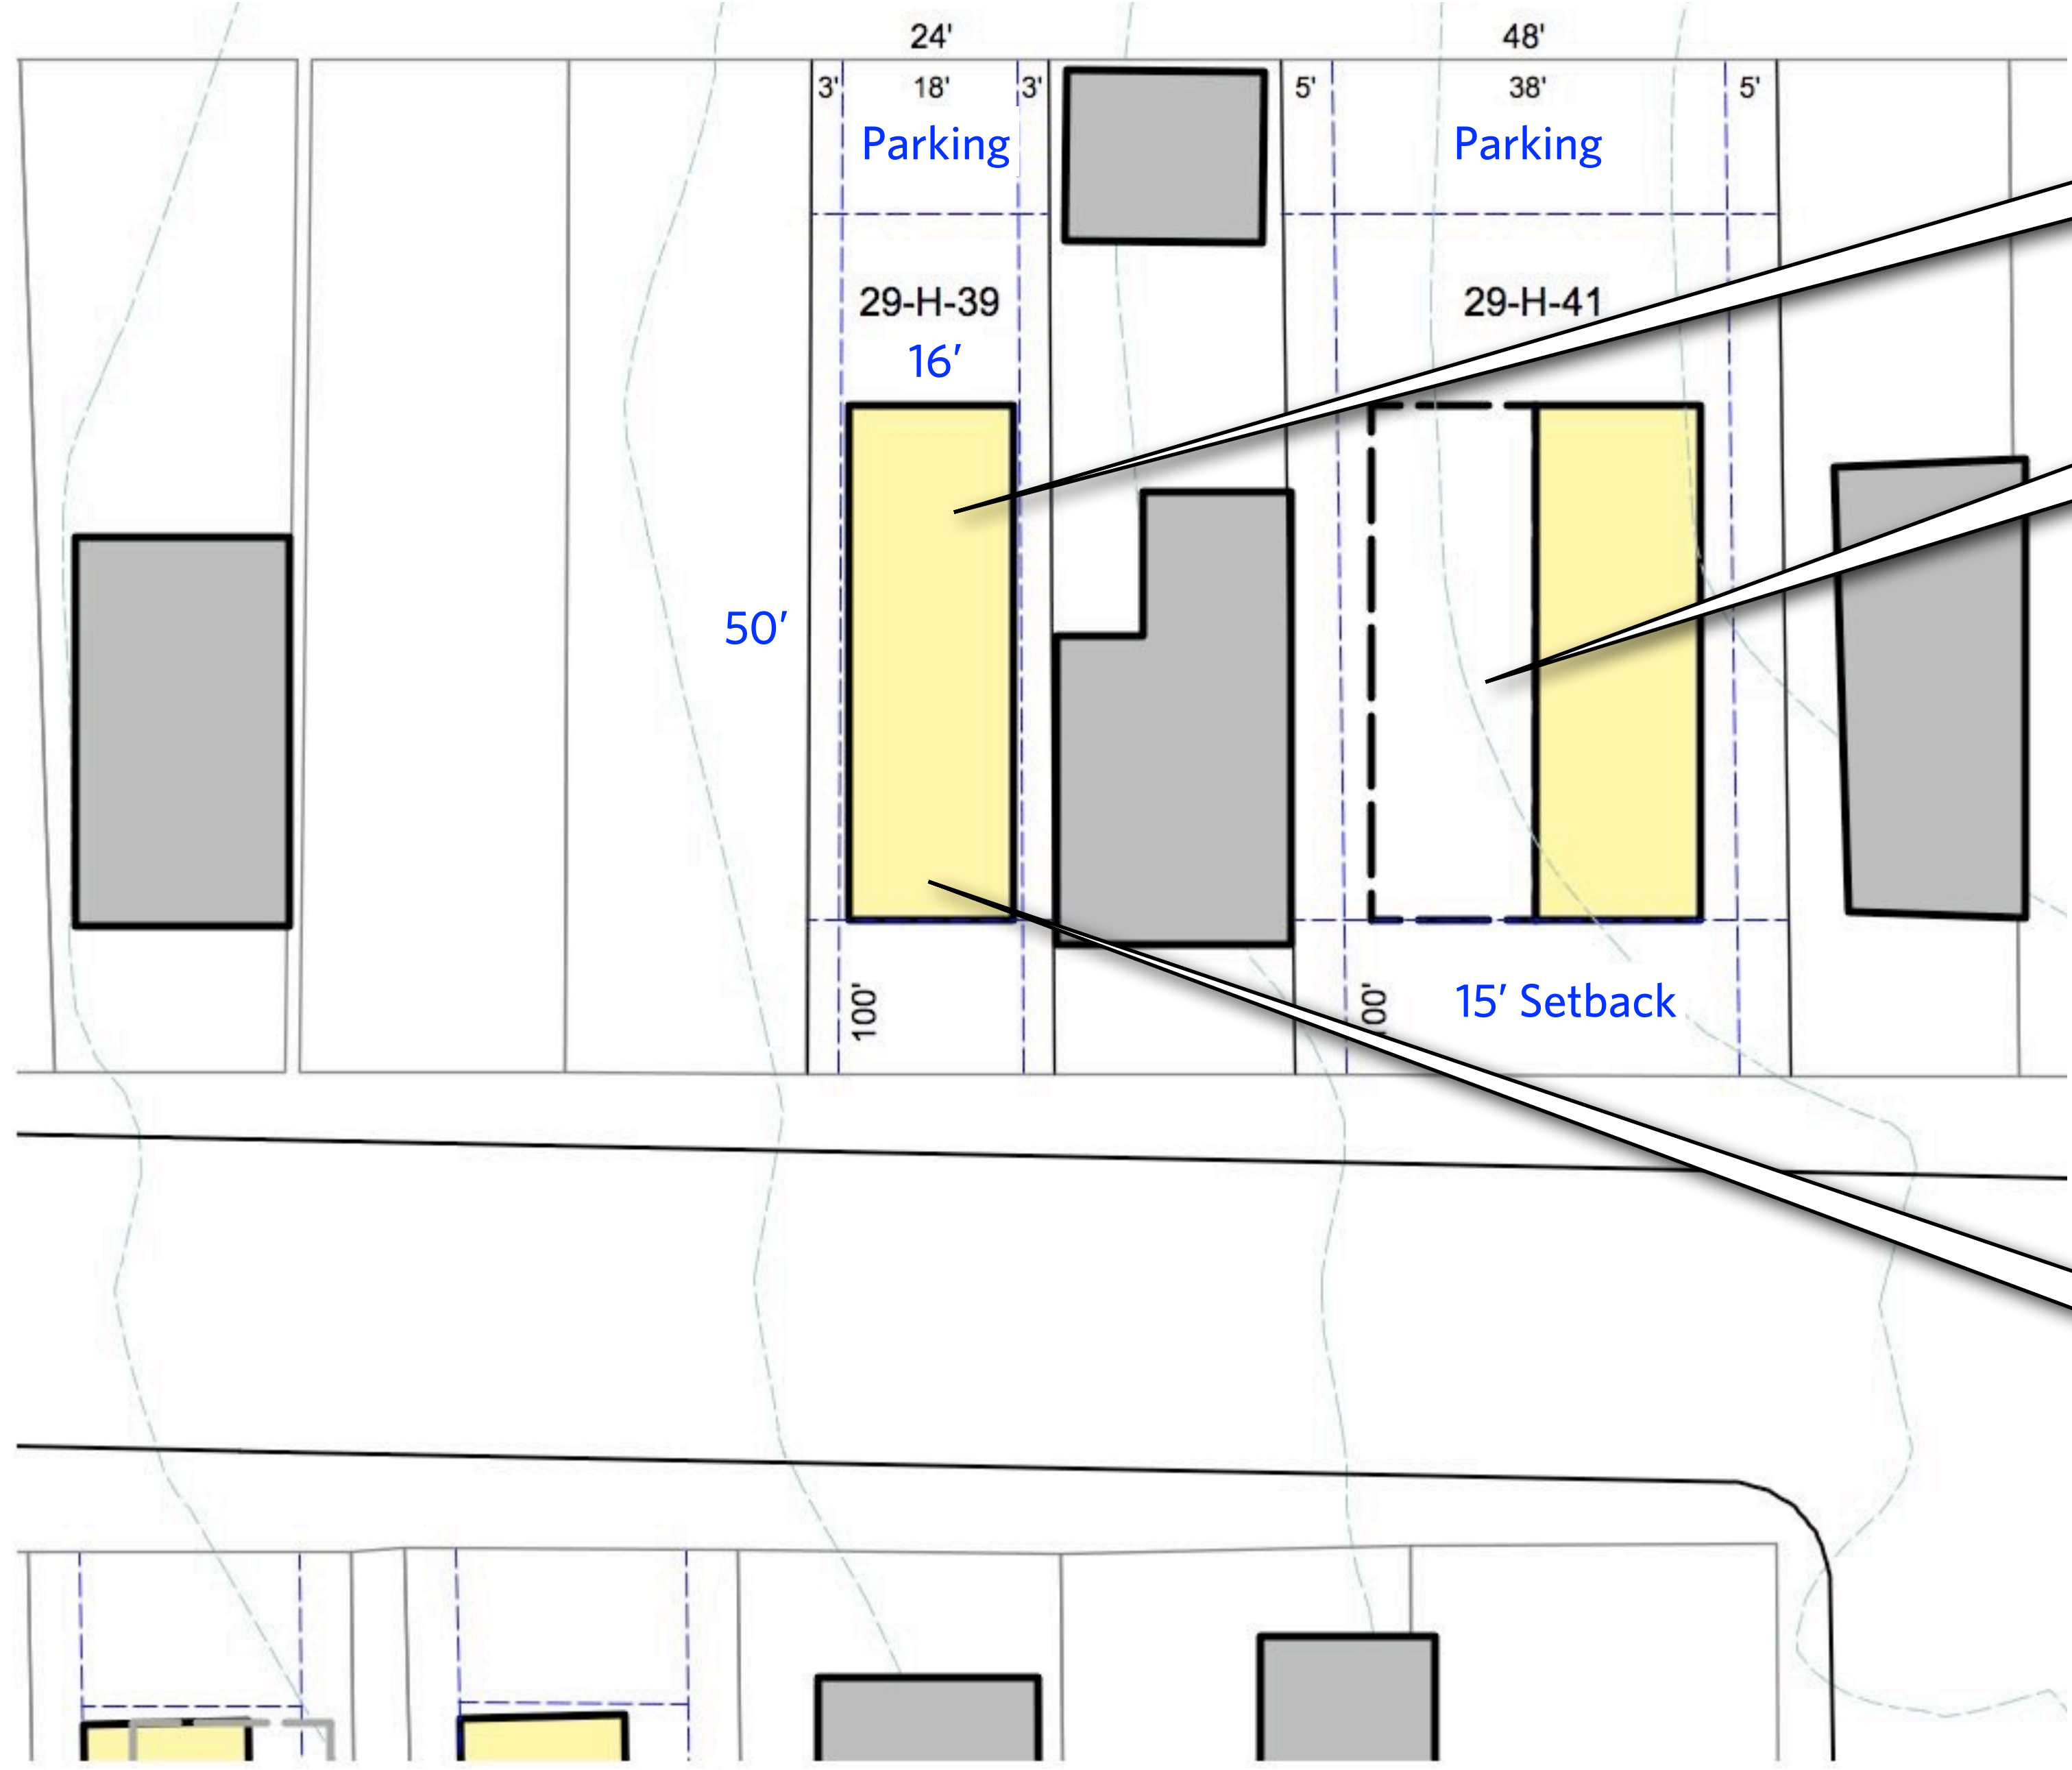 24'
48'
3'
18'
3'
5'
38'
5'
Parking
Parking
29-H-39
29-H-41
16′
50′
100'
00'
15′ Setback